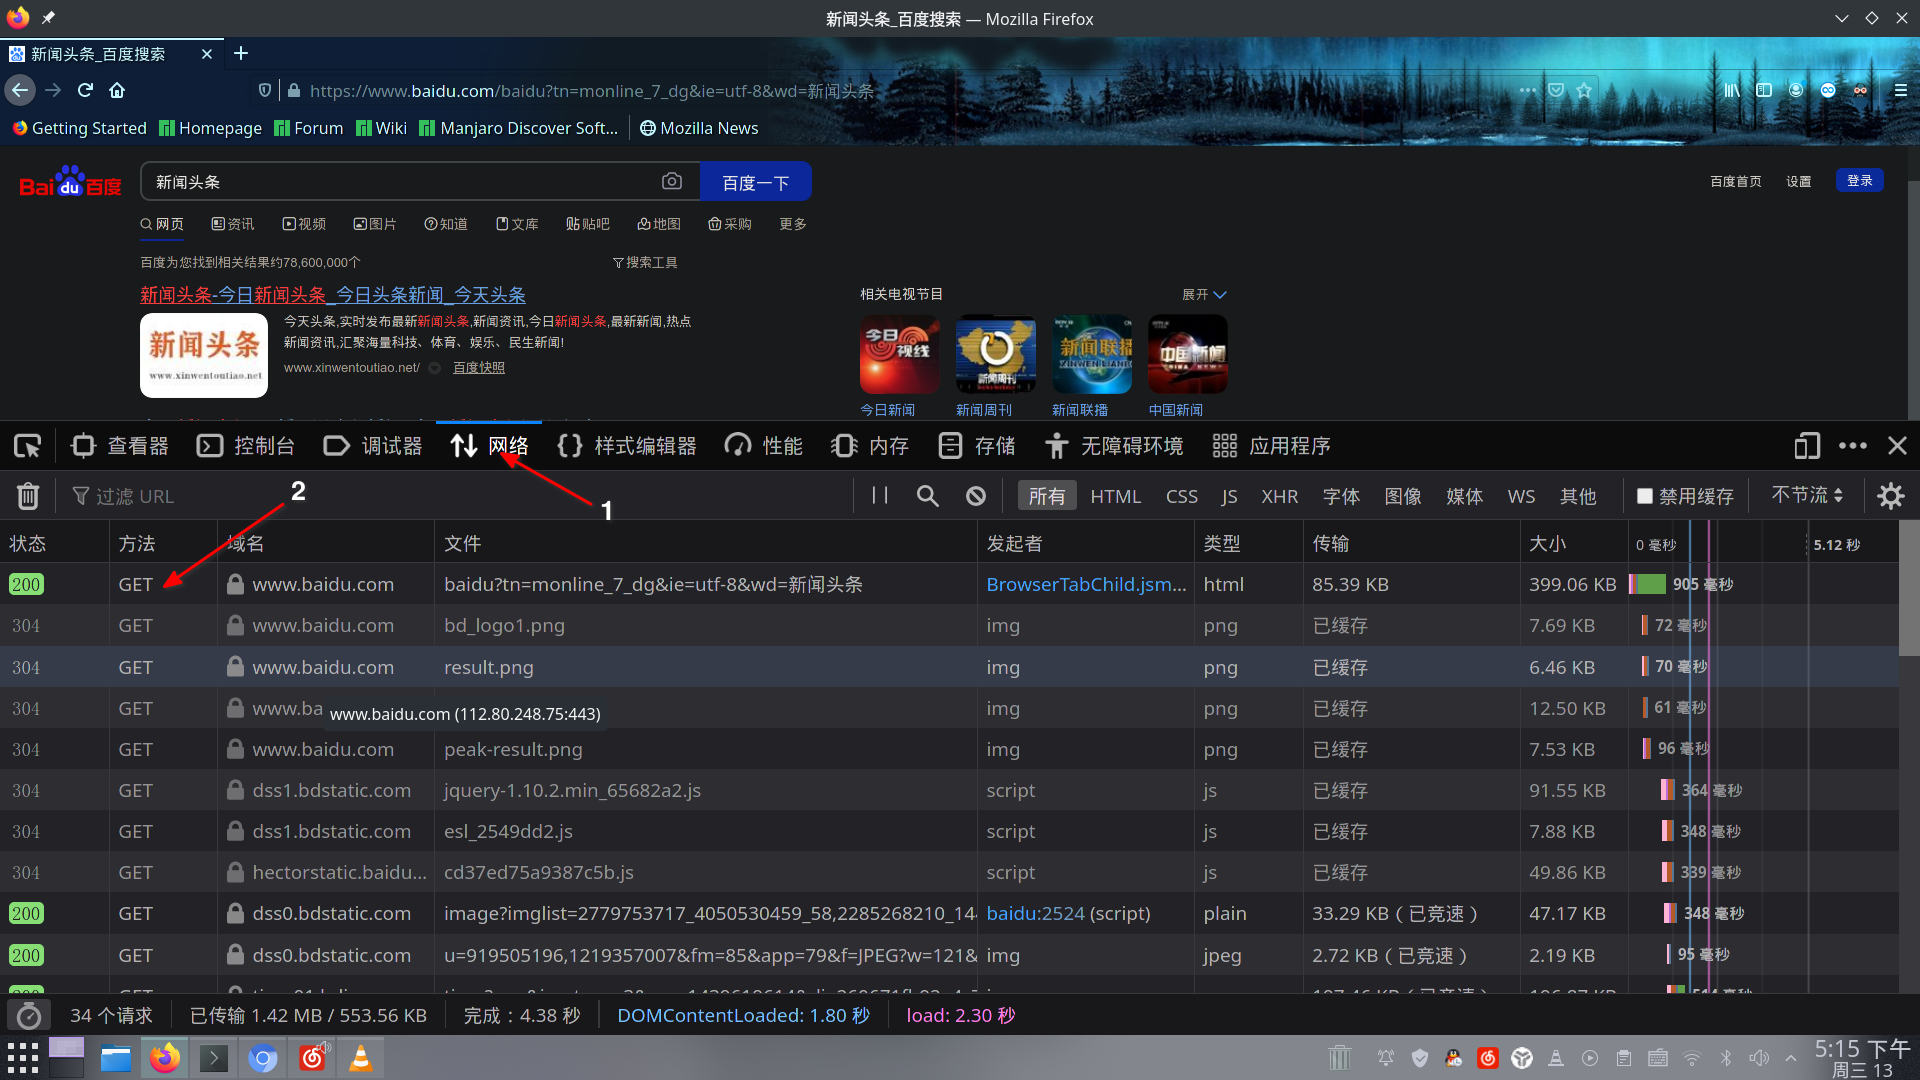 新闻头条_百度搜索 — Mozilla Firefox
新闻头条_百度搜索
https://www.baidu.com/baidu?tn=monline_7_dg&ie=utf-8&wd=新闻头条
Getting Started Homepage Forum Wiki Manjaro Discover Soft... Mozilla News
Bai du 百度 新闻头条 百度一下 百度首页 设置 登录
网页 资讯 视频 图片 知道 文库 贴吧 地图 采购 更多
百度为您找到相关结果约78,600,000个 搜索工具
新闻头条-今日新闻头条_今日头条新闻_今天头条
新闻头条
www.xinwentoutiao.net
今天头条,实时发布最新新闻头条,新闻资讯,今日新闻头条,最新新闻,热点
新闻资讯,汇聚海量科技、体育、娱乐、民生新闻!
www.xinwentoutiao.net/ 百度快照
相关电视节目 展开
今日视线 新闻周刊 新闻联播 中国新闻
今日新闻 新闻周刊 新闻联播 中国新闻
查看器 控制台 调试器 网络 样式编辑器 性能 内存 存储 无障碍环境 应用程序
过滤 URL 所有 HTML CSS JS XHR 字体 图像 媒体 WS 其他 禁用缓存 不节流
2
1
状态 方法 域名 文件 发起者 类型 传输 大小 0 毫秒 5.12 秒
200 GET www.baidu.com baidu?tn=monline_7_dg&ie=utf-8&wd=新闻头条 BrowserTabChild.jsm... html 85.39 KB 399.06 KB 905 毫秒
304 GET www.baidu.com bd_logo1.png img png 已缓存 7.69 KB 72 毫秒
304 GET www.baidu.com result.png img png 已缓存 6.46 KB 70 毫秒
304 GET www.ba img png 已缓存 12.50 KB 61 毫秒
www.baidu.com (112.80.248.75:443)
304 GET www.baidu.com peak-result.png img png 已缓存 7.53 KB 96 毫秒
304 GET dss1.bdstatic.com jquery-1.10.2.min_65682a2.js script js 已缓存 91.55 KB 364 毫秒
304 GET dss1.bdstatic.com esl_2549dd2.js script js 已缓存 7.88 KB 348 毫秒
304 GET hectorstatic.baidu... cd37ed75a9387c5b.js script js 已缓存 49.86 KB 339 毫秒
200 GET dss0.bdstatic.com image?imglist=2779753717_4050530459_58,2285268210_14 baidu:2524 (script) plain 33.29 KB（已竞速） 47.17 KB 348 毫秒
200 GET dss0.bdstatic.com u=919505196,1219357007&fm=85&app=79&f=JPEG?w=121& img jpeg 2.72 KB（已竞速） 2.19 KB 95 毫秒
34 个请求 已传输 1.42 MB / 553.56 KB 完成：4.38 秒 DOMContentLoaded: 1.80 秒 load: 2.30 秒
5:15 下午
周三 13